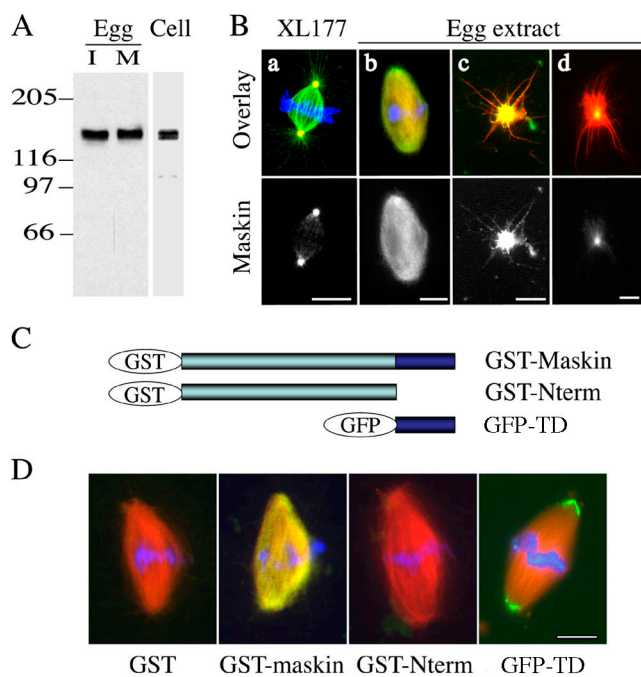 A
Egg
Cell
I M
205
116
97
66
B
XL177
Egg extract
a
b
c
d
Overlay
Maskin
C
GST
GST-Maskin
GST
GST-Nterm
GFP
GFP-TD
D
GST
GST-maskin
GST-Nterm
GFP-TD